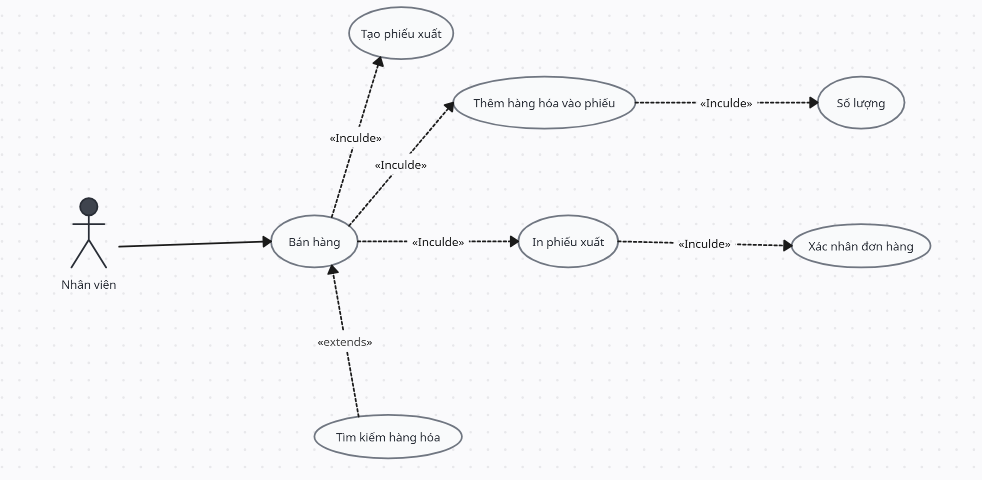 Tạo phiếu xuất
Thêm hàng hóa vào phiếu
«Inculde»
Số lượng
«Inculde»
«Inculde»
Bán hàng
«Inculde»
In phiếu xuất
«Inculde»
Xác nhân đơn hàng
Nhân viên
«extends»
Tìm kiếm hàng hóa